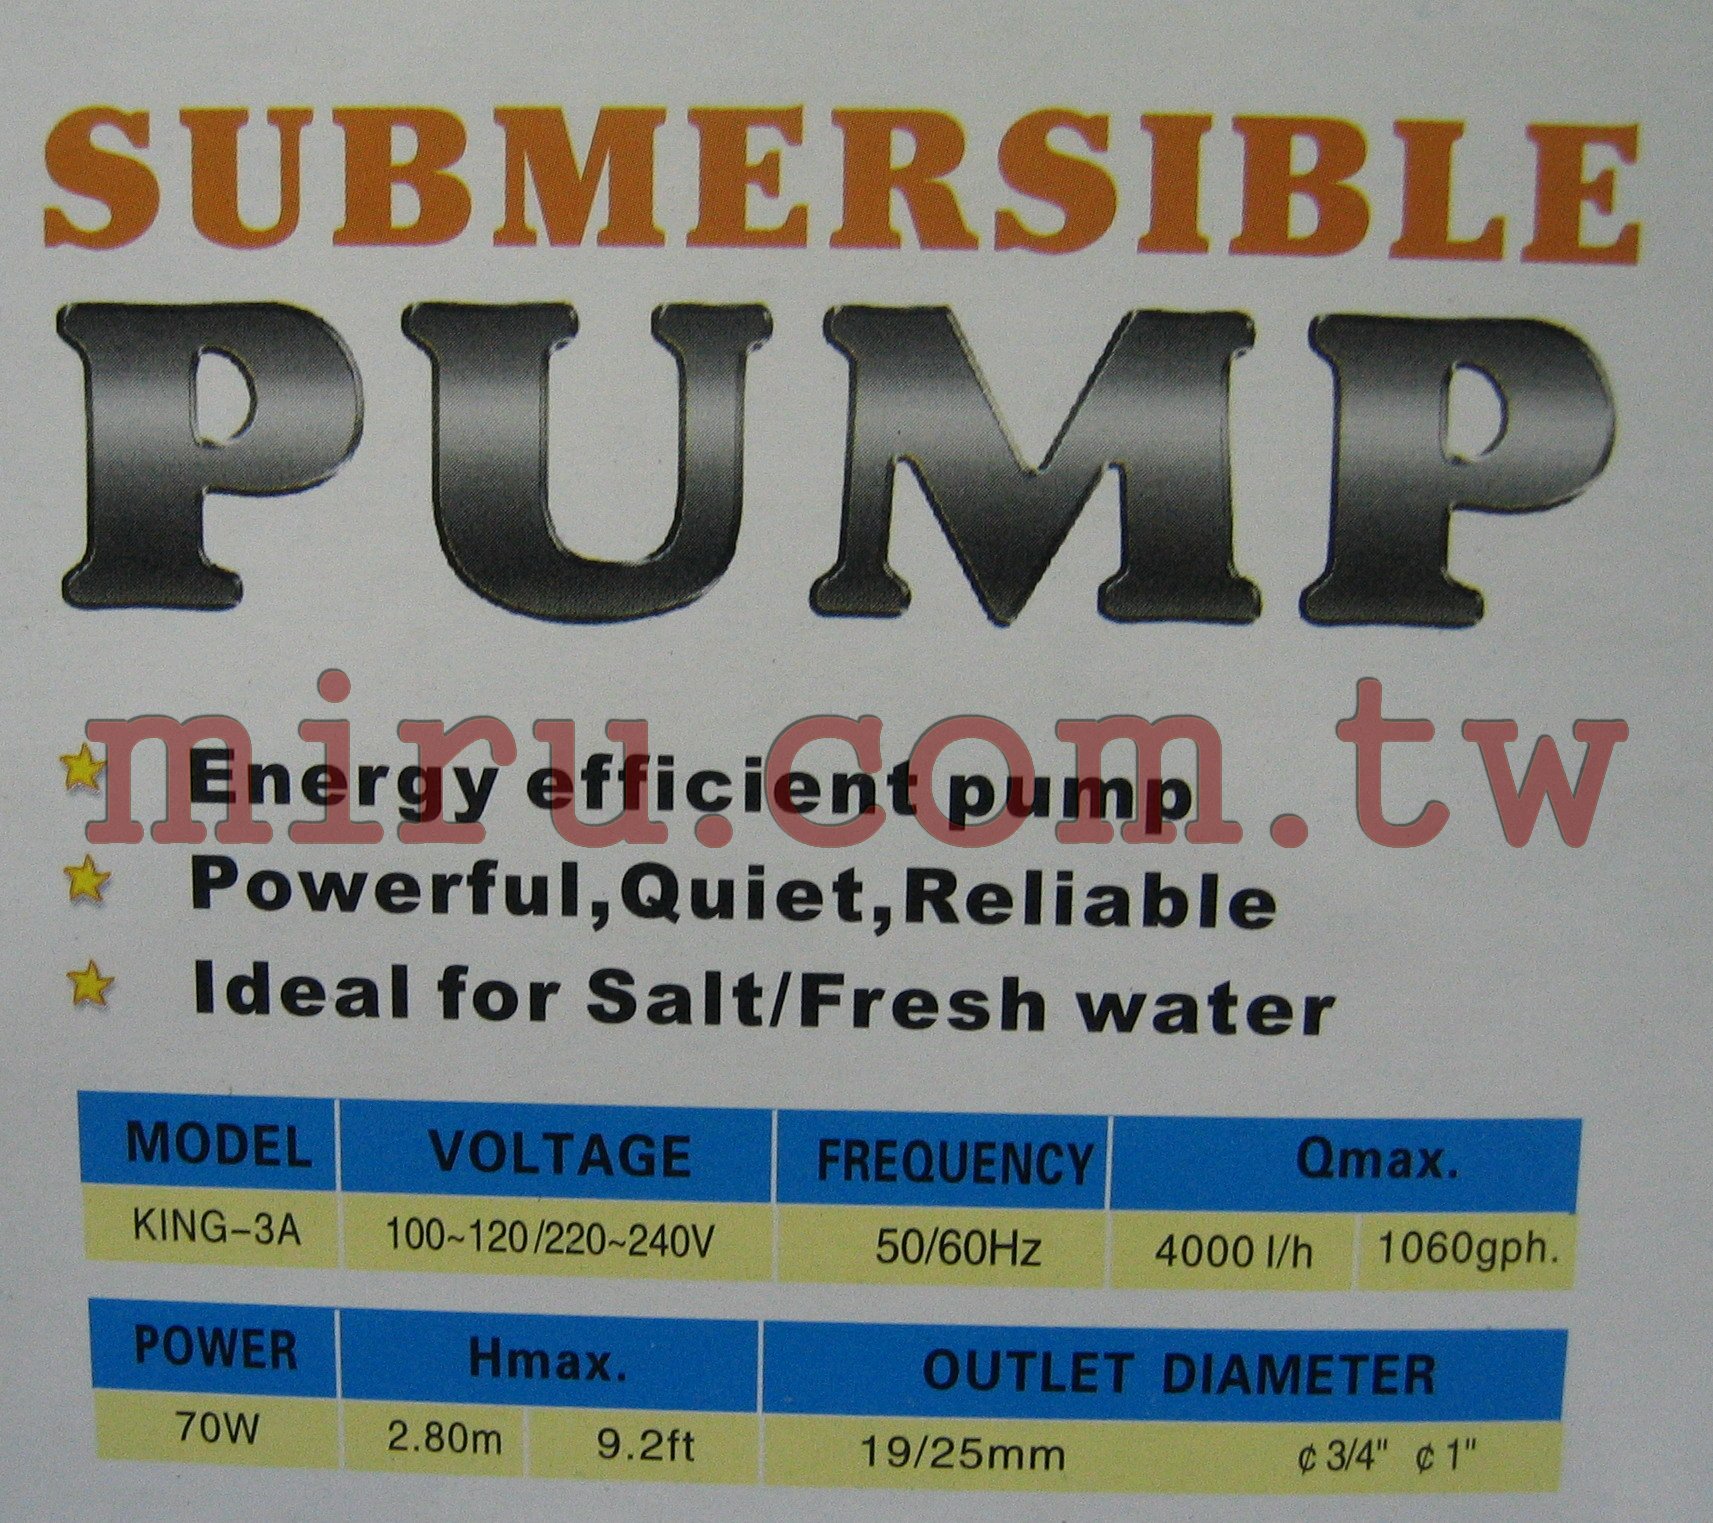 SUBMERSIBLE
PUMP
miru.com.tw
Energy efficient pump
Powerful,Quiet,Reliable
Ideal for Salt/Fresh water
MODEL VOLTAGE FREQUENCY Qmax.
KING-3A 100~120/220~240V 50/60Hz 4000 l/h 1060gph.
POWER Hmax. OUTLET DIAMETER
70W 2.80m 9.2ft 19/25mm ¢3/4" ¢1"